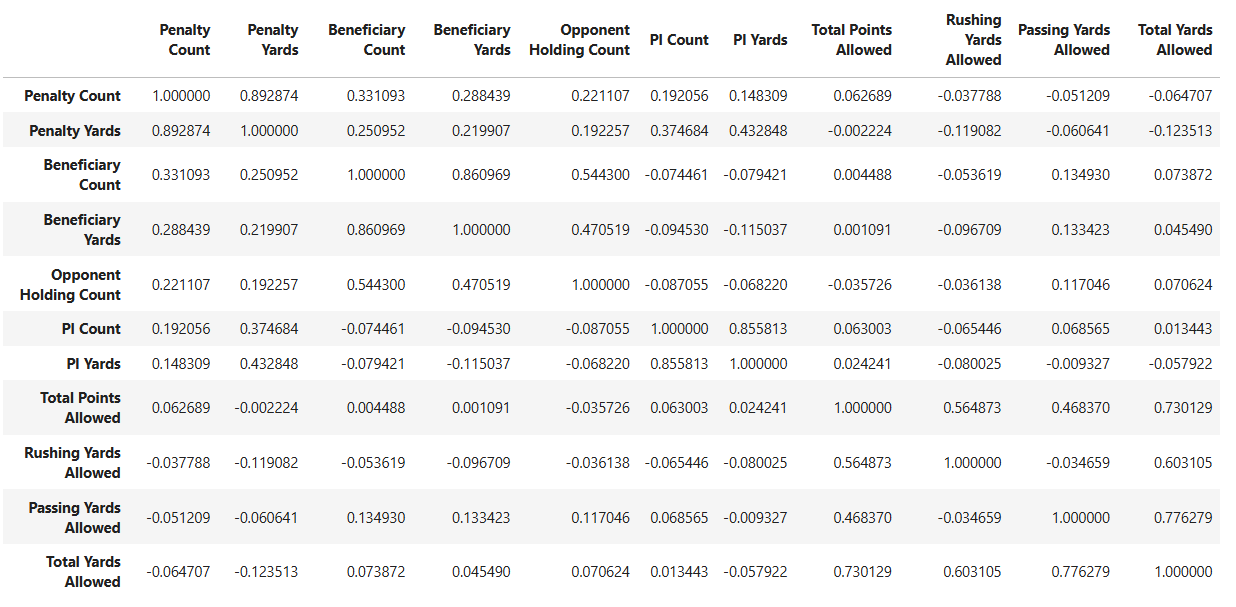 Penalty Count Penalty Yards Beneficiary Count Beneficiary Yards Opponent Holding Count PI Count PI Yards Total Points Allowed Rushing Yards Allowed Passing Yards Allowed Total Yards Allowed
Penalty Count 1.000000 0.892874 0.331093 0.288439 0.221107 0.192056 0.148309 0.062689 -0.037788 -0.051209 -0.064707
Penalty Yards 0.892874 1.000000 0.250952 0.219907 0.192257 0.374684 0.432848 -0.002224 -0.119082 -0.060641 -0.123513
Beneficiary Count 0.331093 0.250952 1.000000 0.860969 0.544300 -0.074461 -0.079421 0.004488 -0.053619 0.134930 0.073872
Beneficiary Yards 0.288439 0.219907 0.860969 1.000000 0.470519 -0.094530 -0.115037 0.001091 -0.096709 0.133423 0.045490
Opponent Holding Count 0.221107 0.192257 0.544300 0.470519 1.000000 -0.087055 -0.068220 -0.035726 -0.036138 0.117046 0.070624
PI Count 0.192056 0.374684 -0.074461 -0.094530 -0.087055 1.000000 0.855813 0.063003 -0.065446 0.068565 0.013443
PI Yards 0.148309 0.432848 -0.079421 -0.115037 -0.068220 0.855813 1.000000 0.024241 -0.080025 -0.009327 -0.057922
Total Points Allowed 0.062689 -0.002224 0.004488 0.001091 -0.035726 0.063003 0.024241 1.000000 0.564873 0.468370 0.730129
Rushing Yards Allowed -0.037788 -0.119082 -0.053619 -0.096709 -0.036138 -0.065446 -0.080025 0.564873 1.000000 -0.034659 0.603105
Passing Yards Allowed -0.051209 -0.060641 0.134930 0.133423 0.117046 0.068565 -0.009327 0.468370 -0.034659 1.000000 0.776279
Total Yards Allowed -0.064707 -0.123513 0.073872 0.045490 0.070624 0.013443 -0.057922 0.730129 0.603105 0.776279 1.000000